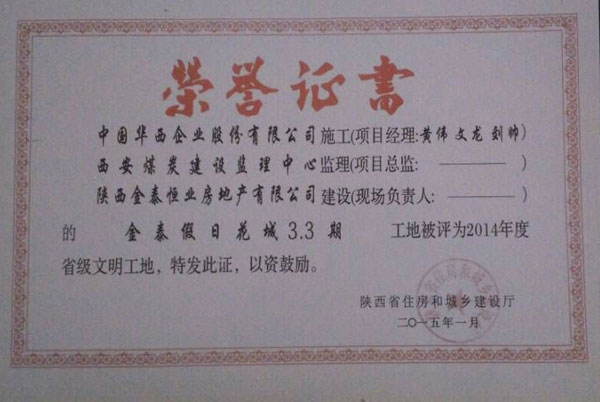 荣誉证书
中国华西企业股份有限公司施工(项目经理:黄伟 文龙 刘帅)
西安煤炭建设监理中心监理(项目总监: ———— )
陕西金泰恒业房地产有限公司建设(现场负责人: ———— )
的 金泰假日花城3.3期 工地被评为2014年度
省级文明工地，特发此证，以资鼓励。
陕西省住房和城乡建设厅
二〇一五年一月